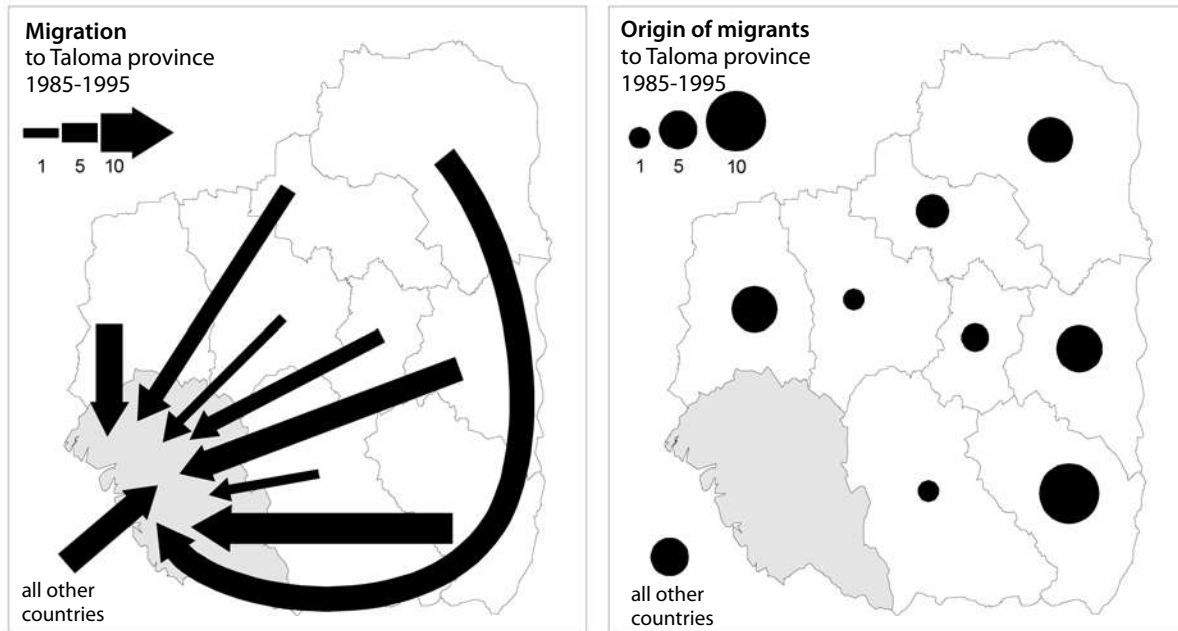 Migration
to Taloma province
1985-1995
1 5 10
all other
countries
Origin of migrants
to Taloma province
1985-1995
1 5 10
all other
countries